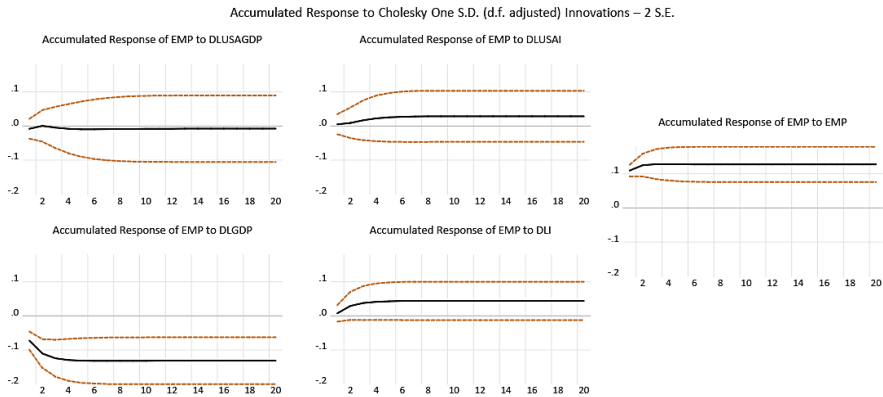 Accumulated Response to Cholesky One S.D. (d.f. adjusted) Innovations – 2 S.E.
Accumulated Response of EMP to DLUSAGDP
.1
.0
-.1
-.2
2 4 6 8 10 12 14 16 18 20
Accumulated Response of EMP to DLUSAI
.1
.0
-.1
-.2
2 4 6 8 10 12 14 16 18 20
Accumulated Response of EMP to EMP
.1
.0
-.1
-.2
2 4 6 8 10 12 14 16 18 20
Accumulated Response of EMP to DLGDP
.1
.0
-.1
-.2
2 4 6 8 10 12 14 16 18 20
Accumulated Response of EMP to DLI
.1
.0
-.1
-.2
2 4 6 8 10 12 14 16 18 20